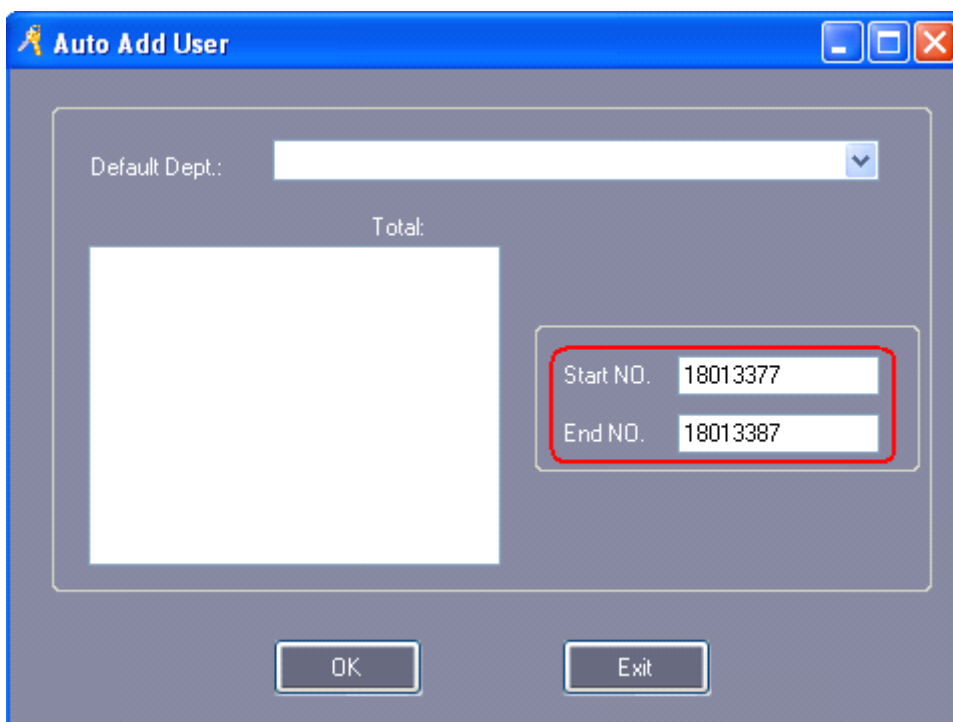 Auto Add User
Default Dept.:
Total:
Start NO. 18013377
End NO. 18013387
OK Exit